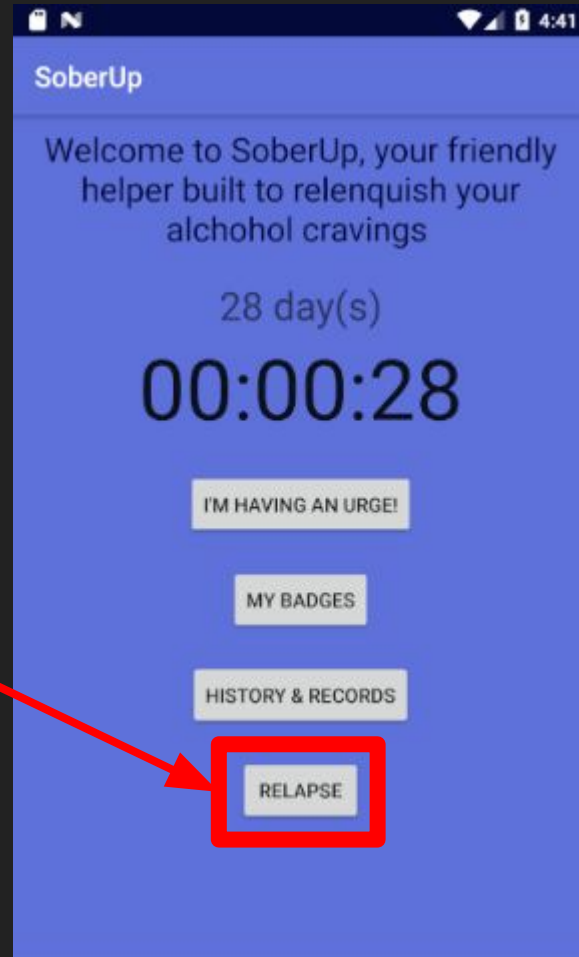 4:41
SoberUp
Welcome to SoberUp, your friendly
helper built to relenquish your
alchohol cravings
28 day(s)
00:00:28
I'M HAVING AN URGE!
MY BADGES
HISTORY & RECORDS
RELAPSE